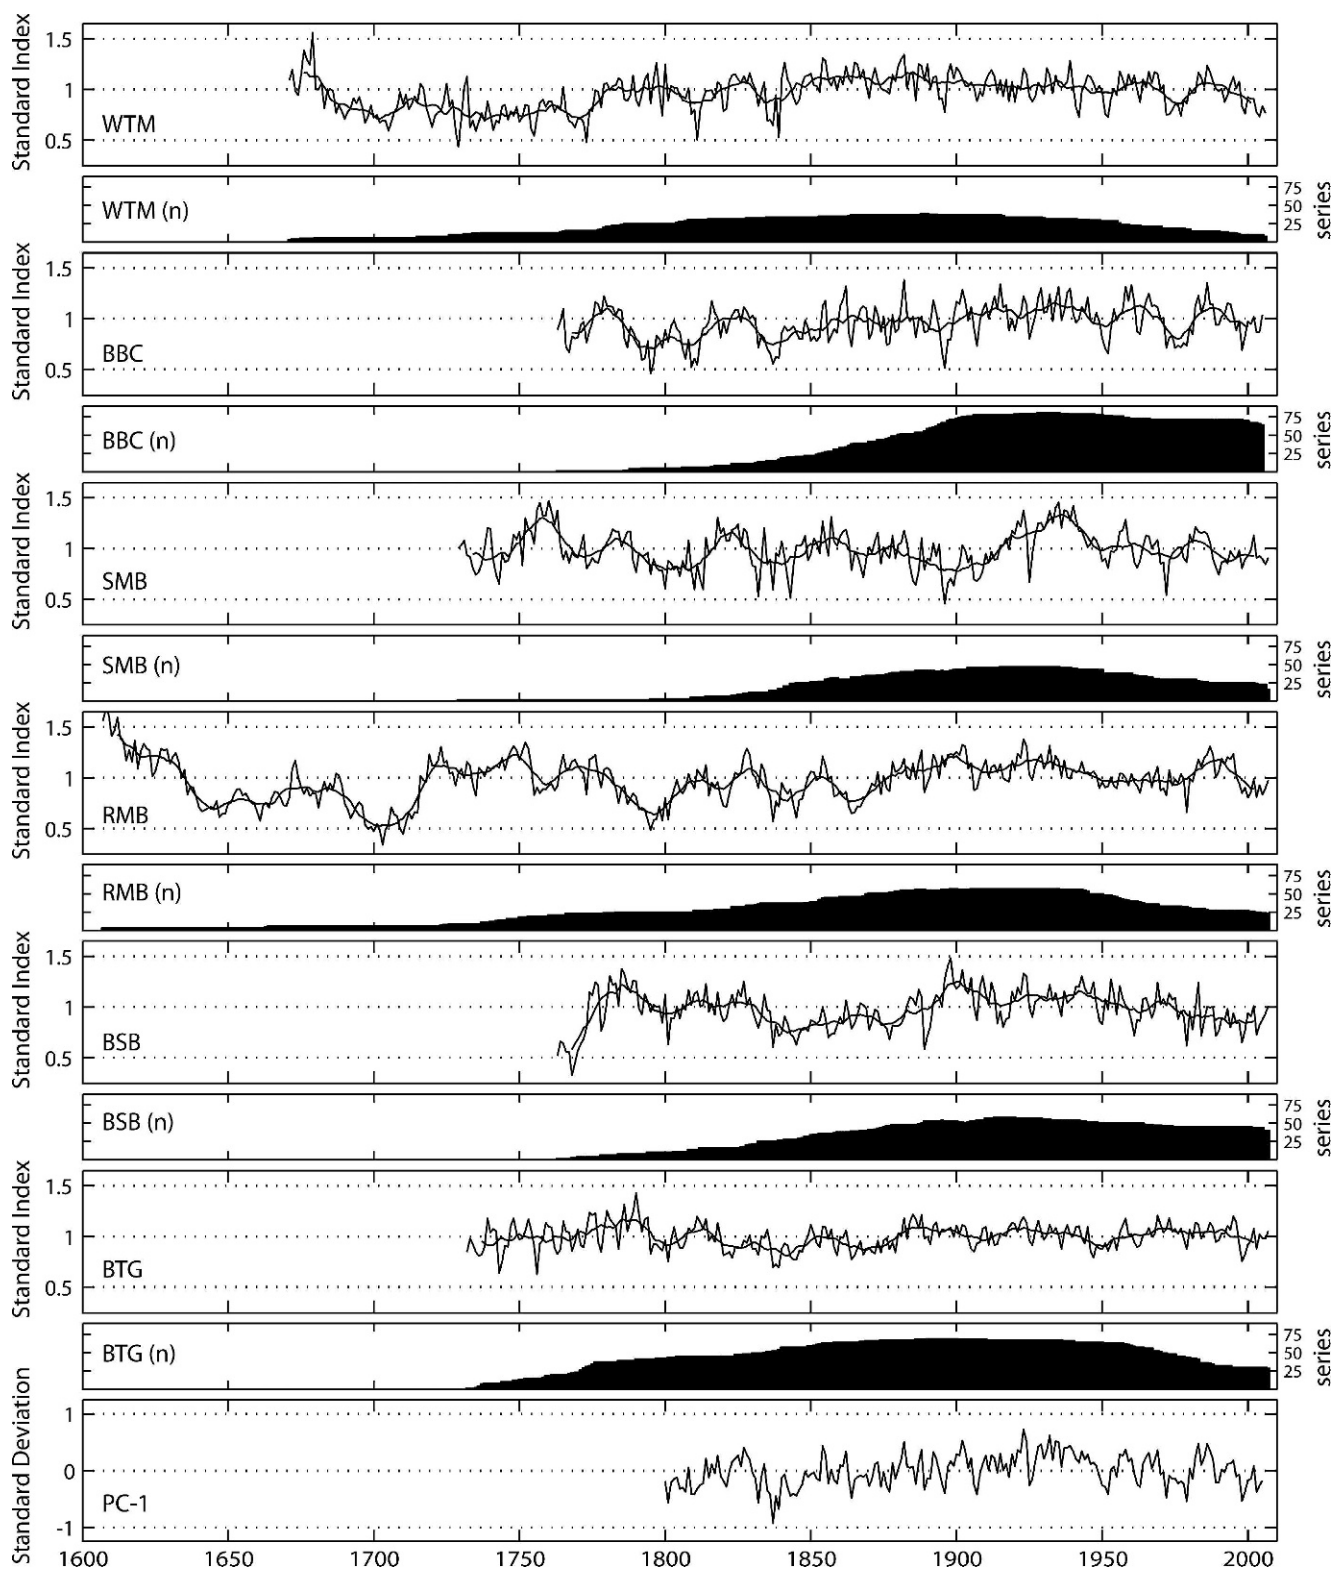 Standard Index
1.5
1
0.5
WTM
WTM (n)
75
50
25
series
Standard Index
1.5
1
0.5
BBC
BBC (n)
75
50
25
series
Standard Index
1.5
1
0.5
SMB
SMB (n)
75
50
25
series
Standard Index
1.5
1
0.5
RMB
RMB (n)
75
50
25
series
Standard Index
1.5
1
0.5
BSB
BSB (n)
75
50
25
series
Standard Index
1.5
1
0.5
BTG
BTG (n)
75
50
25
series
Standard Deviation
1
0
-1
PC-1
1600 1650 1700 1750 1800 1850 1900 1950 2000